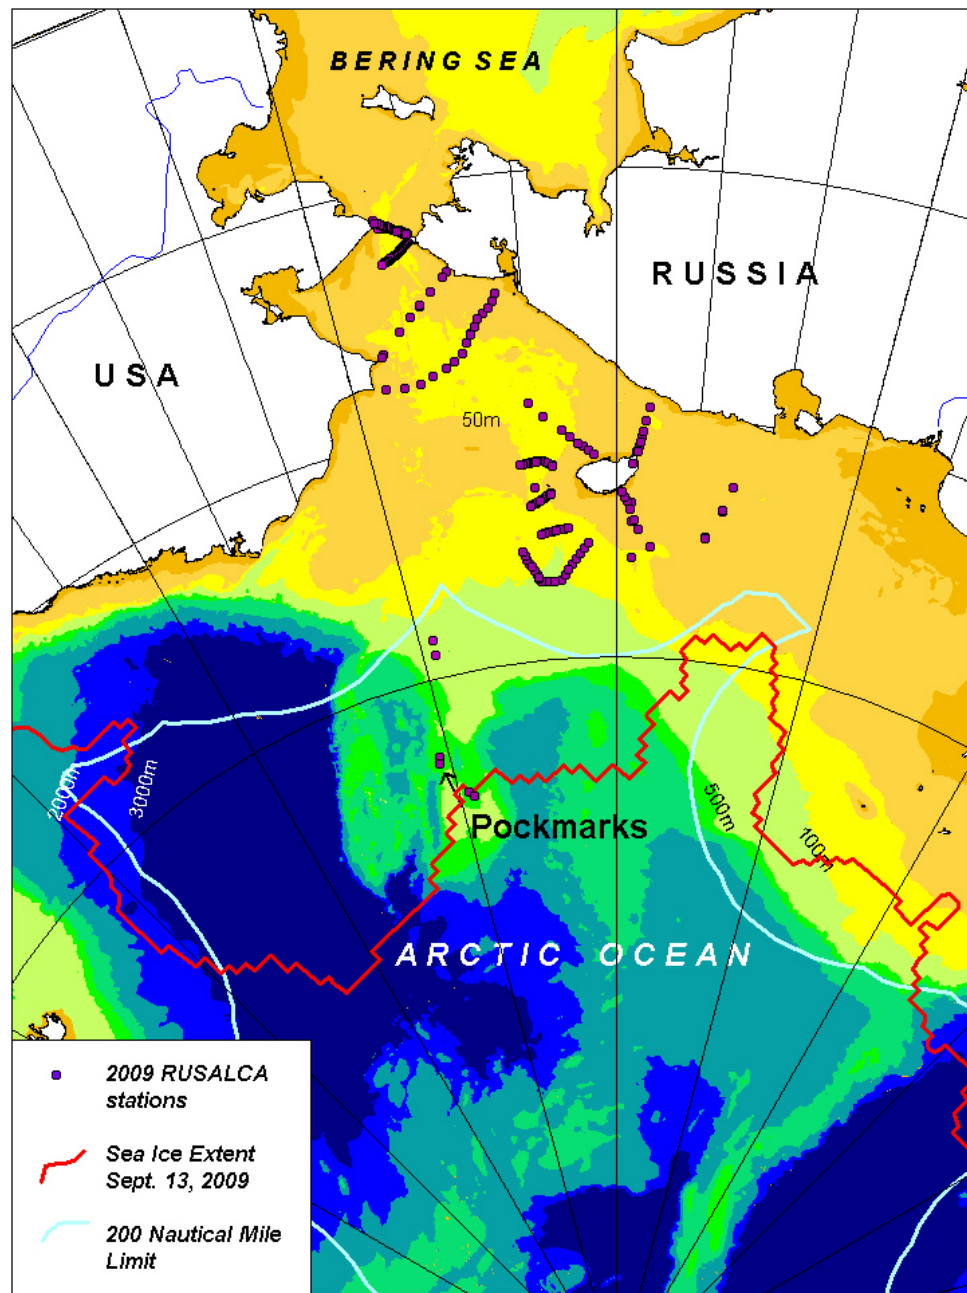 BERING SEA
RUSSIA
USA
50m
2000m
3000m
500m
100m
Pockmarks
ARCTIC OCEAN
2009 RUSALCA
stations
Sea Ice Extent
Sept. 13, 2009
200 Nautical Mile
Limit